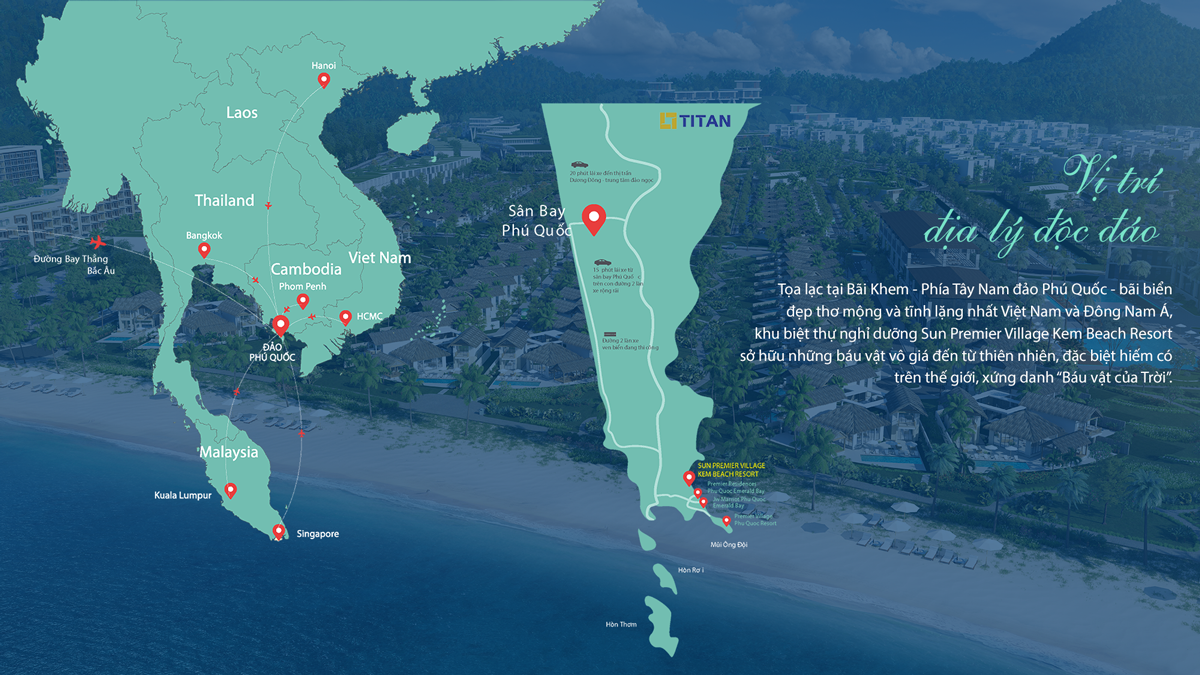 Hanoi
Laos
Thailand
Bangkok
Đường Bay Thẳng
Bắc Âu
Cambodia
Phom Penh
Viet Nam
HCMC
ĐẢO
PHÚ QUỐC
Malaysia
Kuala Lumpur
Singapore
TITAN
20 phút lái xe đến thị trấn
Dương Đông - trung tâm đảo ngọc
Sân Bay
Phú Quốc
15 phút lái xe từ
sân bay Phú Quố c
trên con đường 2 làn
xe rộng rãi
Đường 2 làn xe
ven biển đang thi công
SUN PREMIER VILLAGE
KEM BEACH RESORT
Premier Residences
Phu Quoc Emerald Bay
Jw Marriott Phu Quoc
Emerald Bay
Premier Village
Phu Quoc Resort
Mũi Ông Đội
Hòn Rơ i
Hòn Thơm
Vị trí
địa lý độc đáo
Tọa lạc tại Bãi Khem - Phía Tây Nam đảo Phú Quốc - bãi biển
đẹp thơ mộng và tĩnh lặng nhất Việt Nam và Đông Nam Á,
khu biệt thự nghỉ dưỡng Sun Premier Village Kem Beach Resort
sở hữu những báu vật vô giá đến từ thiên nhiên, đặc biệt hiếm có
trên thế giới, xứng danh “Báu vật của Trời”.